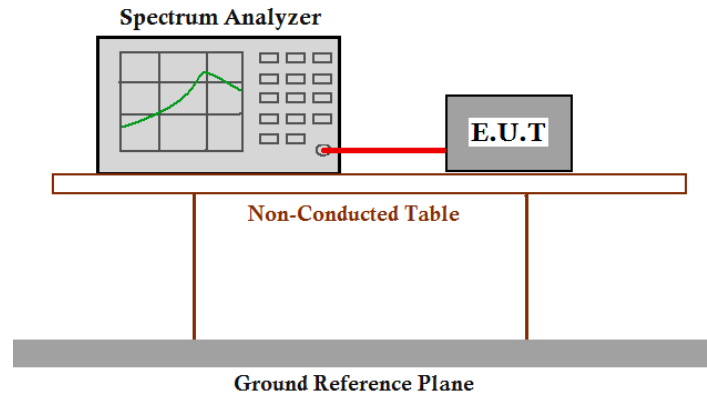 Spectrum Analyzer
E.U.T
Non-Conducted Table
Ground Reference Plane